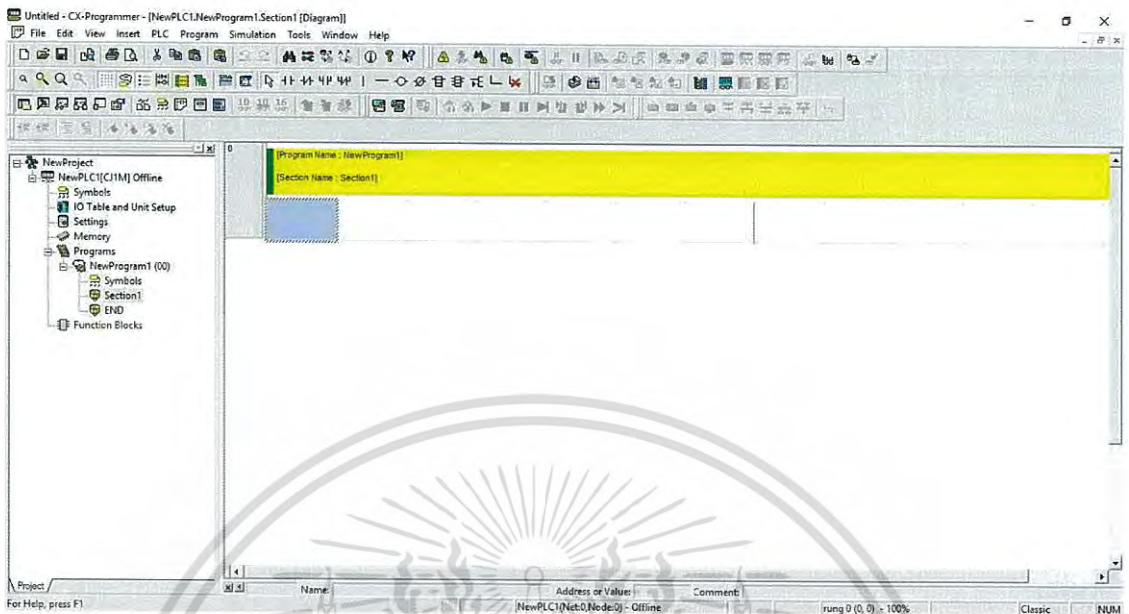 Untitled - CX-Programmer - [NewPLC1.NewProgram1.Section1 [Diagram]]
File Edit View Insert PLC Program Simulation Tools Window Help
NewProject
NewPLC1[CJ1M] Offline
Symbols
IO Table and Unit Setup
Settings
Memory
Programs
NewProgram1 (00)
Symbols
Section1
END
Function Blocks
Project
0
[Program Name : NewProgram1]
[Section Name : Section1]
Name: Address or Value: Comment:
For Help, press F1 NewPLC1(Net:0,Node:0) - Offline rung 0 (0, 0) - 100% Classic NUM